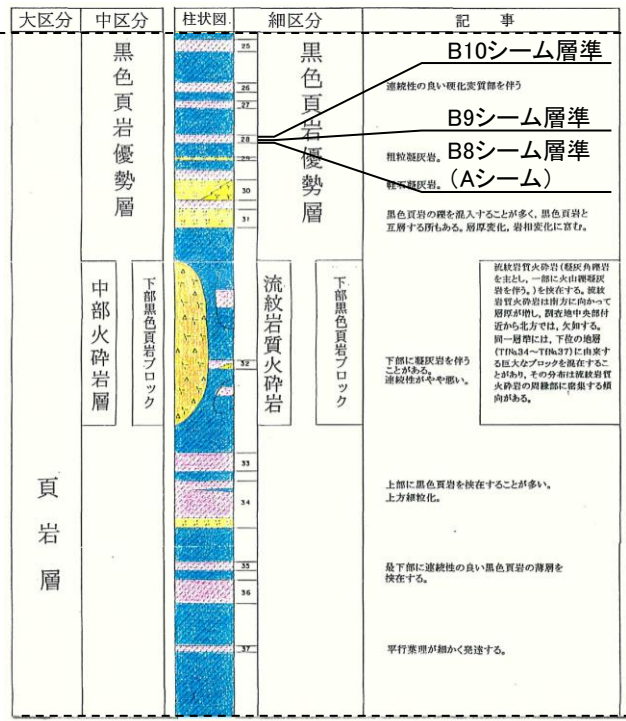 大区分 中区分 柱状図. 細区分 記 事
黒色頁岩優勢層
中部火砕岩層
下部黒色頁岩ブロック
頁岩層
25
26
27
28
29
30
31
32
33
34
35
36
37
黒色頁岩優勢層
流紋岩質火砕岩
下部黒色頁岩ブロック
B10シーム層準
連続性の良い硬化変質部を伴う
B9シーム層準
粗粒凝灰岩。
B8シーム層準
(Aシーム)
軽石凝灰岩。
黒色頁岩の礫を混入することが多く, 黒色頁岩と
互層する所もある。層厚変化, 岩相変化に富む。
流紋岩質火砕岩(凝灰角礫岩
を主とし, 一部に火山礫凝灰
岩を伴う。)を挟在する。流紋
岩質火砕岩は南方に向かって
層厚が増し, 調査地中央部付
近から北方では, 欠如する。
同一層準には, 下位の地層
(Tf№34～Tf№37)に由来す
る巨大なブロックを混在するこ
とがあり, その分布は流紋岩質
火砕岩の周縁部に密集する傾
向がある。
下部に凝灰岩を伴う
ことがある。
連続性がやや悪い。
上部に黒色頁岩を挟在することが多い。
上方細粒化。
最下部に連続性の良い黒色頁岩の薄層を
挟在する。
平行葉理が細かく発達する。